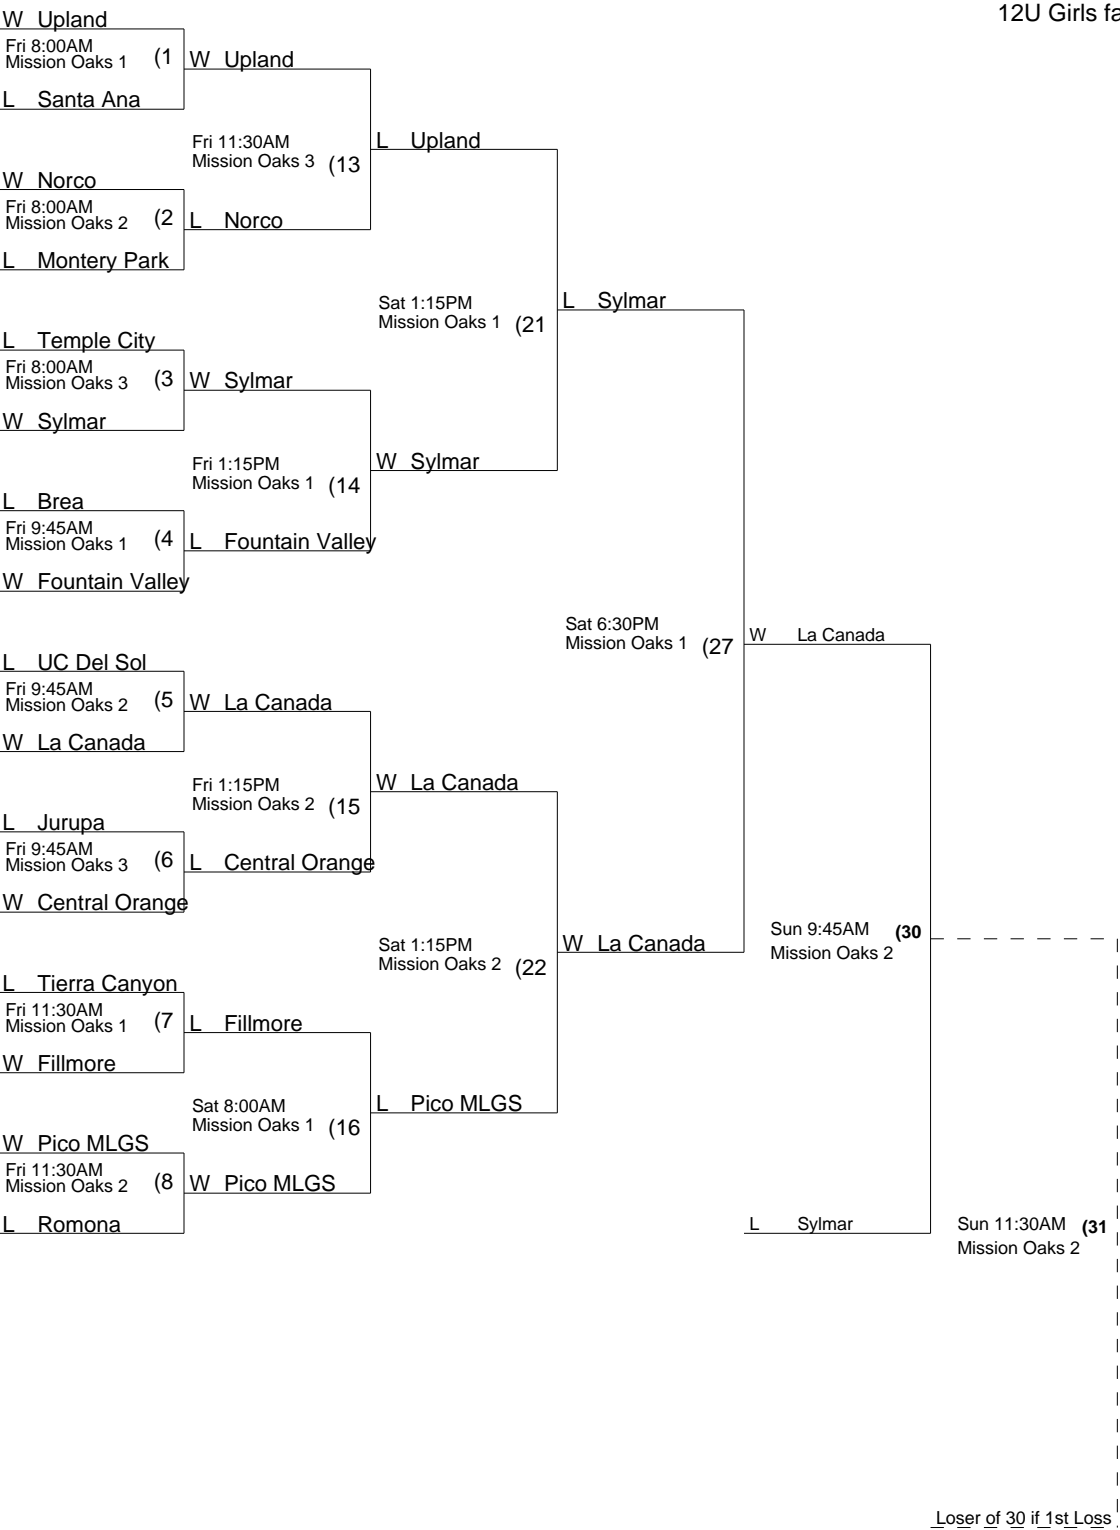 12U Girls fa
W Upland
Fri 8:00AM
Mission Oaks 1 (1
W Upland
L Santa Ana
Fri 11:30AM
Mission Oaks 3 (13
L Upland
W Norco
Fri 8:00AM
Mission Oaks 2 (2
L Norco
L Montery Park
Sat 1:15PM
Mission Oaks 1 (21
L Sylmar
L Temple City
Fri 8:00AM
Mission Oaks 3 (3
W Sylmar
W Sylmar
Fri 1:15PM
Mission Oaks 1 (14
W Sylmar
L Brea
Fri 9:45AM
Mission Oaks 1 (4
L Fountain Valley
W Fountain Valley
Sat 6:30PM
Mission Oaks 1 (27
W La Canada
L UC Del Sol
Fri 9:45AM
Mission Oaks 2 (5
W La Canada
W La Canada
Fri 1:15PM
Mission Oaks 2 (15
W La Canada
L Jurupa
Fri 9:45AM
Mission Oaks 3 (6
L Central Orange
W Central Orange
Sun 9:45AM (30
Mission Oaks 2
Sat 1:15PM
Mission Oaks 2 (22
W La Canada
L Tierra Canyon
Fri 11:30AM
Mission Oaks 1 (7
L Fillmore
W Fillmore
Sat 8:00AM
Mission Oaks 1 (16
L Pico MLGS
W Pico MLGS
Fri 11:30AM
Mission Oaks 2 (8
W Pico MLGS
L Romona
L Sylmar
Sun 11:30AM (31
Mission Oaks 2
Loser of 30 if 1st Loss